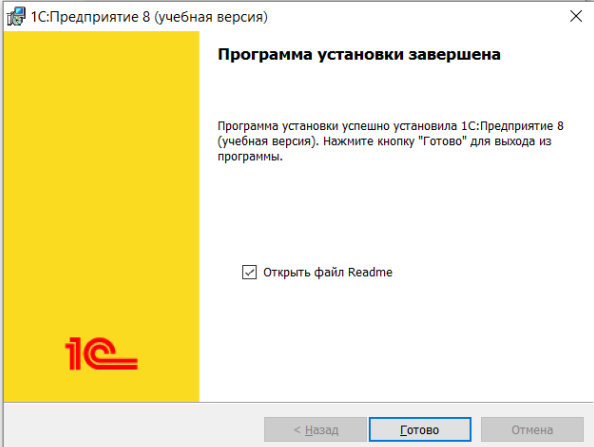 1С:Предприятие 8 (учебная версия)
Программа установки завершена
Программа установки успешно установила 1С:Предприятие 8
(учебная версия). Нажмите кнопку "Готово" для выхода из
программы.
Открыть файл Readme
1С
< Назад Готово Отмена